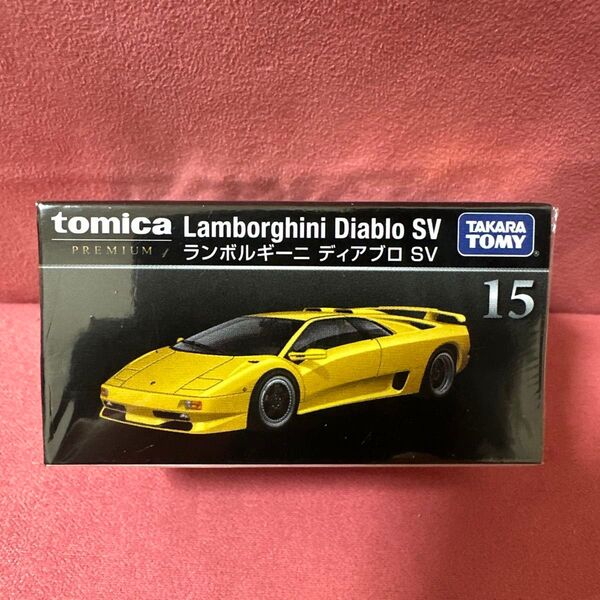 tomica
PREMIUM
Lamborghini Diablo SV
ランボルギーニ ディアブロ SV
TAKARA
TOMY
15